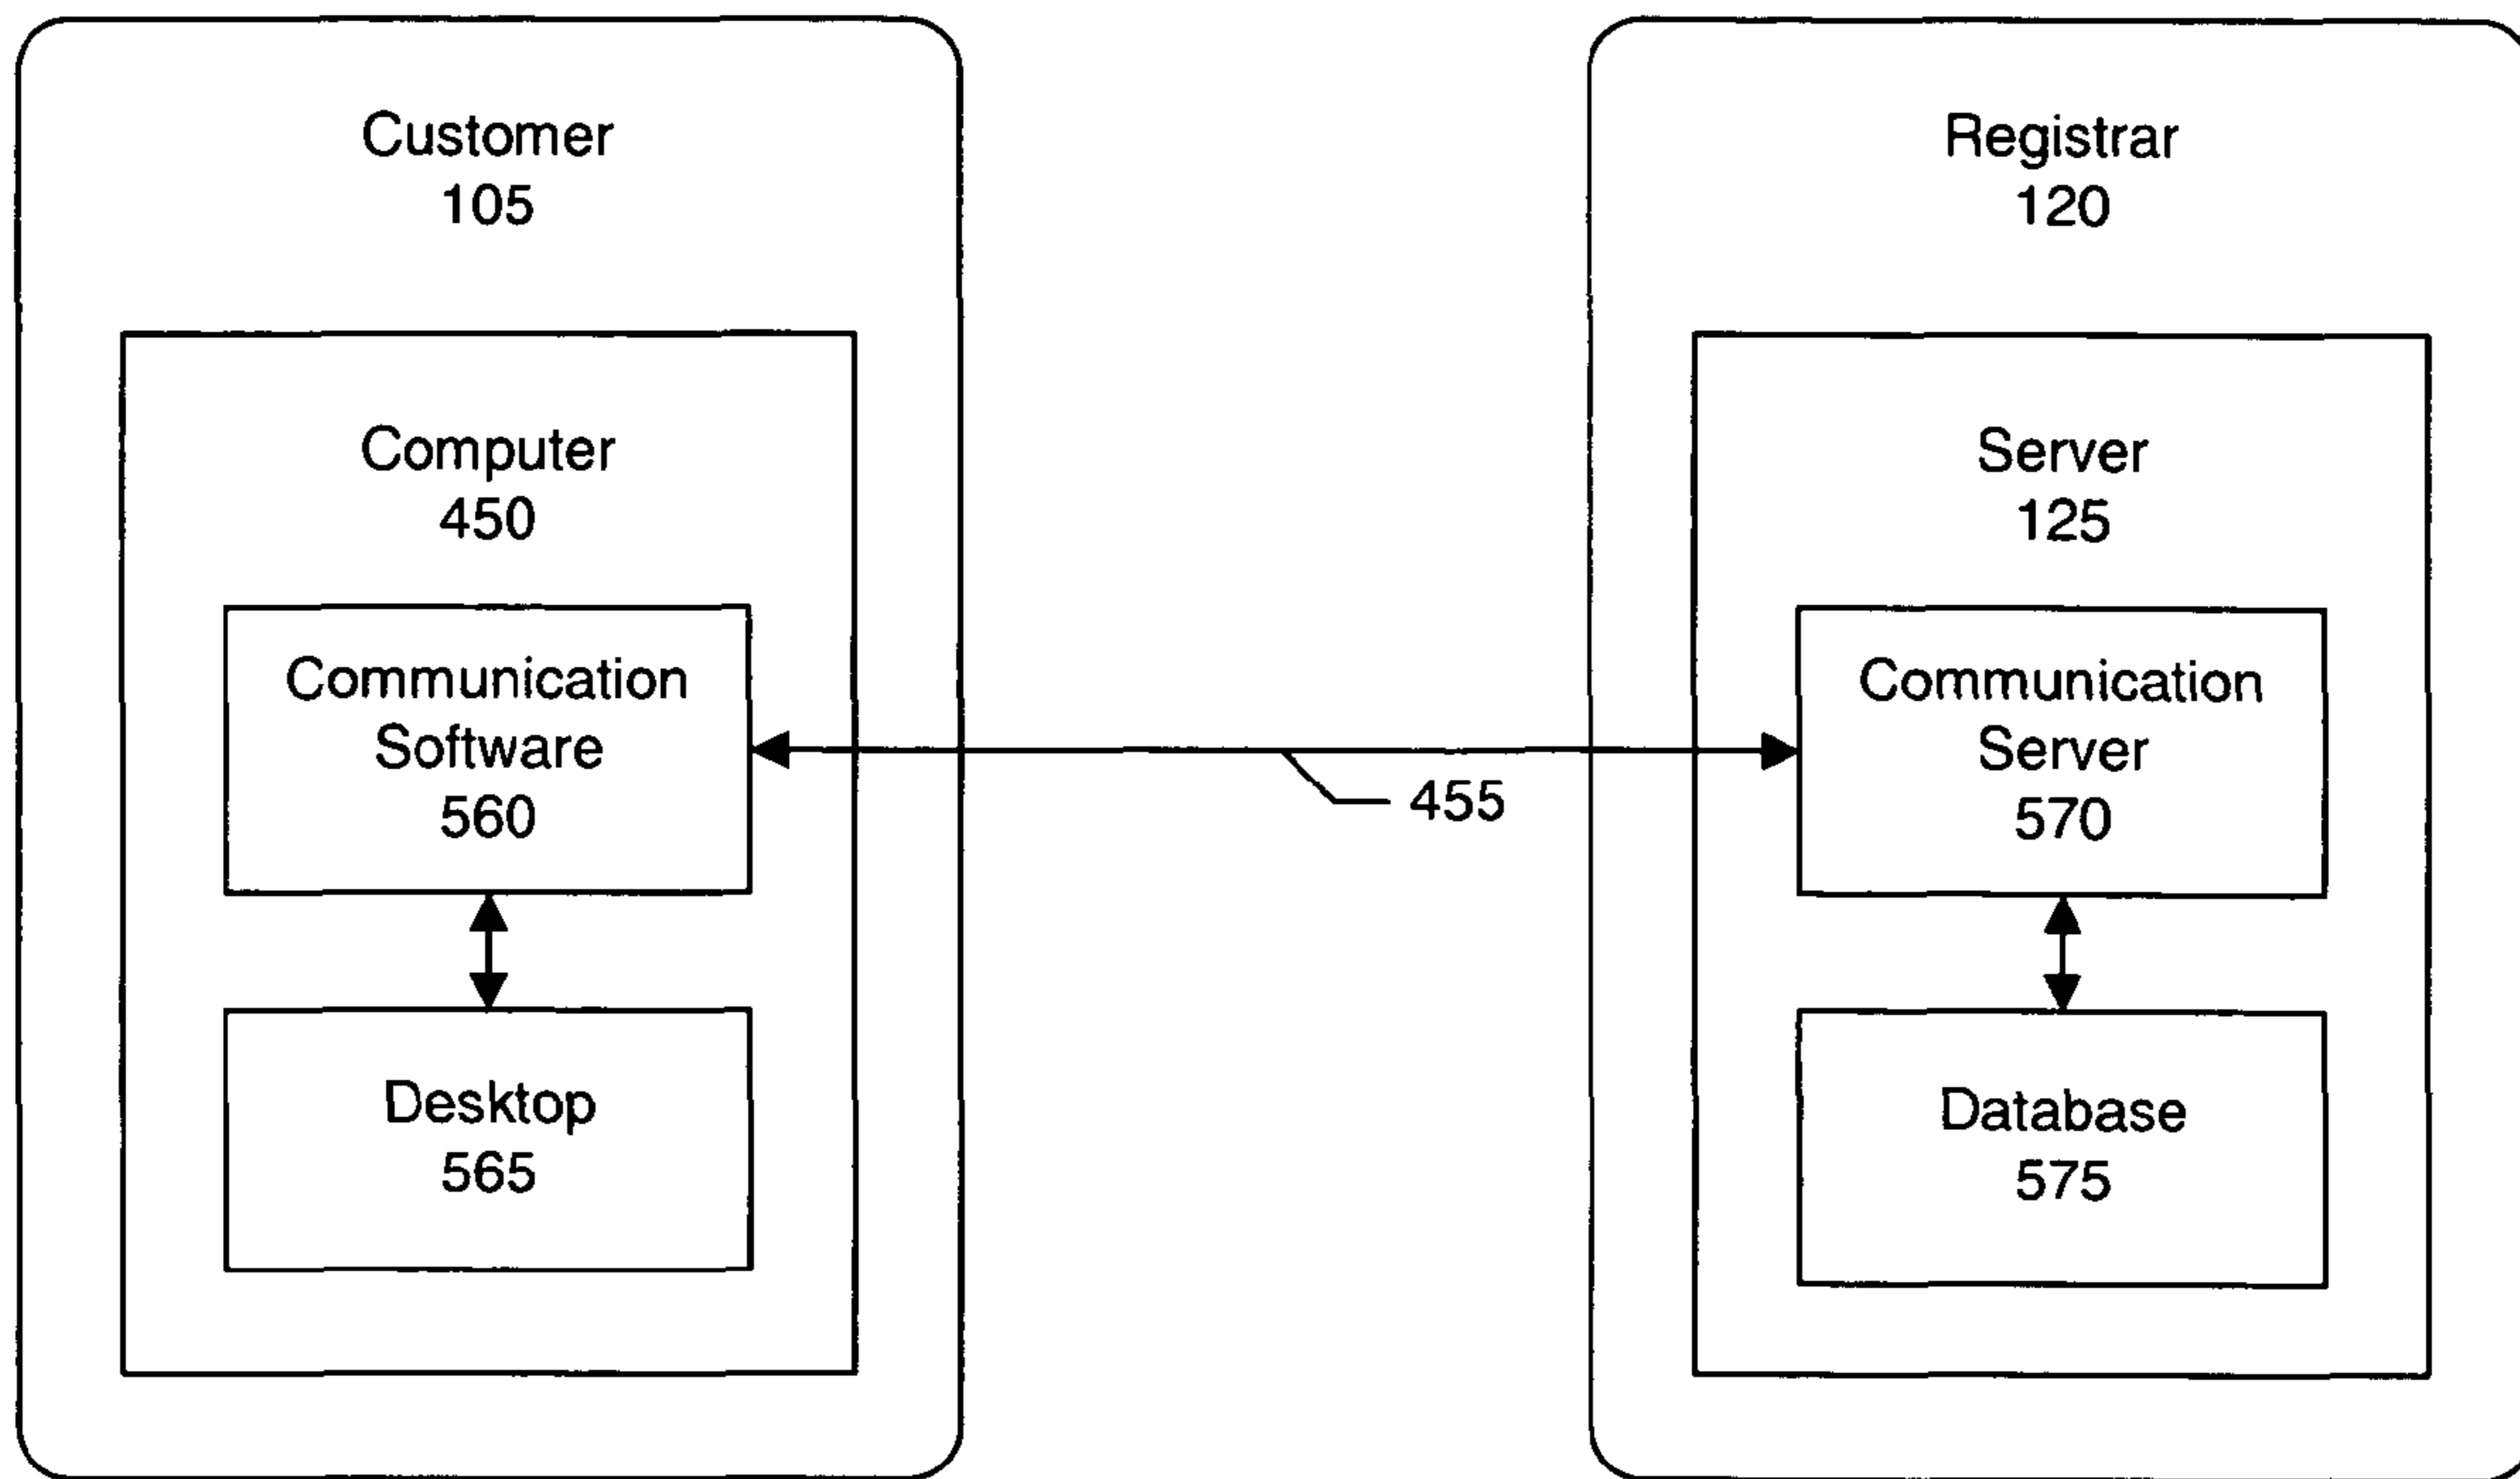 Customer
105
Computer
450
Communication
Software
560
Desktop
565
455
Registrar
120
Server
125
Communication
Server
570
Database
575